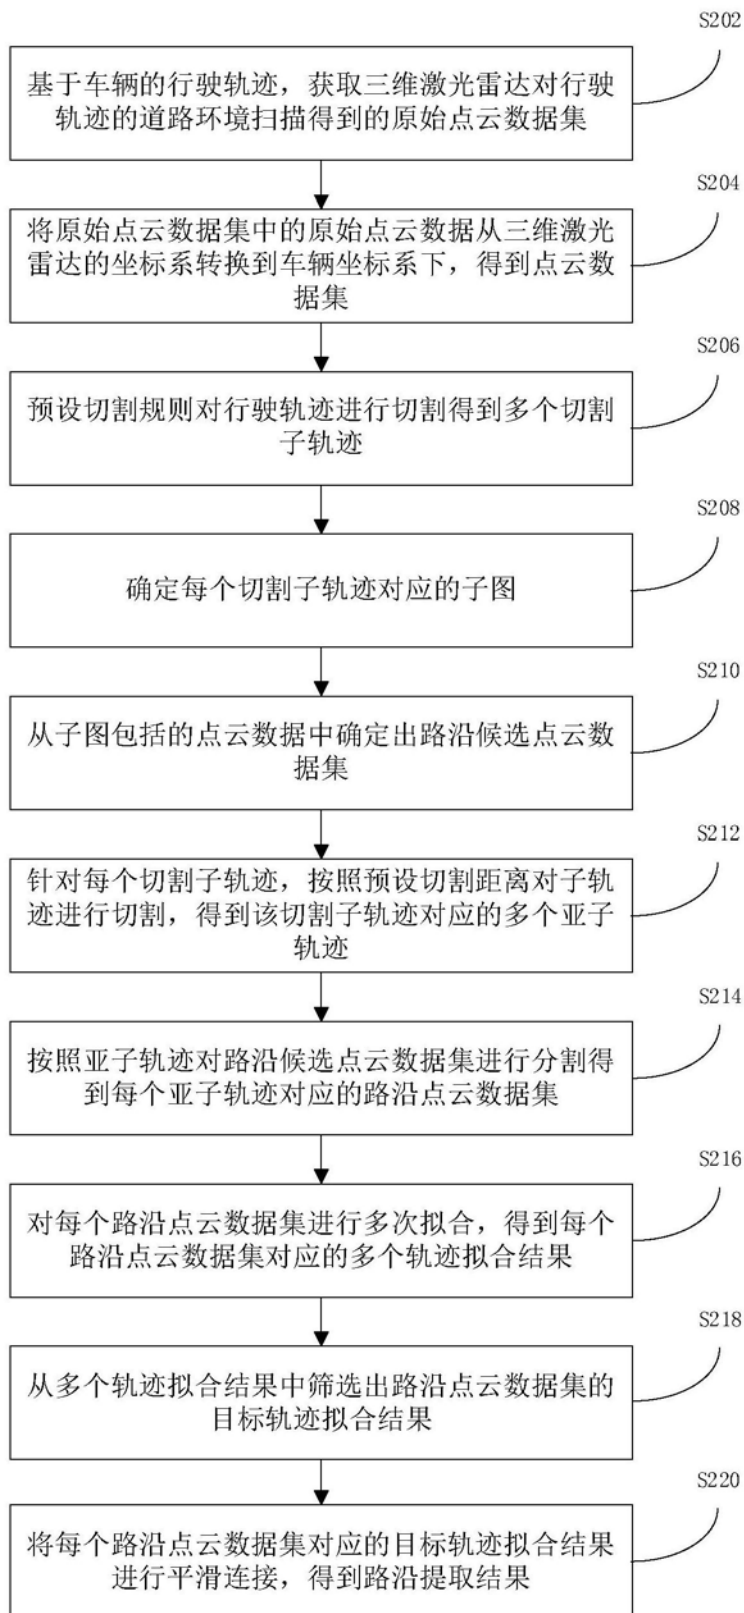 S202
基于车辆的行驶轨迹，获取三维激光雷达对行驶
轨迹的道路环境扫描得到的原始点云数据集
S204
将原始点云数据集中的原始点云数据从三维激光
雷达的坐标系转换到车辆坐标系下，得到点云数
据集
S206
预设切割规则对行驶轨迹进行切割得到多个切割
子轨迹
S208
确定每个切割子轨迹对应的子图
S210
从子图包括的点云数据中确定出路沿候选点云数
据集
S212
针对每个切割子轨迹，按照预设切割距离对子轨
迹进行切割，得到该切割子轨迹对应的多个亚子
轨迹
S214
按照亚子轨迹对路沿候选点云数据集进行分割得
到每个亚子轨迹对应的路沿点云数据集
S216
对每个路沿点云数据集进行多次拟合，得到每个
路沿点云数据集对应的多个轨迹拟合结果
S218
从多个轨迹拟合结果中筛选出路沿点云数据集的
目标轨迹拟合结果
S220
将每个路沿点云数据集对应的目标轨迹拟合结果
进行平滑连接，得到路沿提取结果